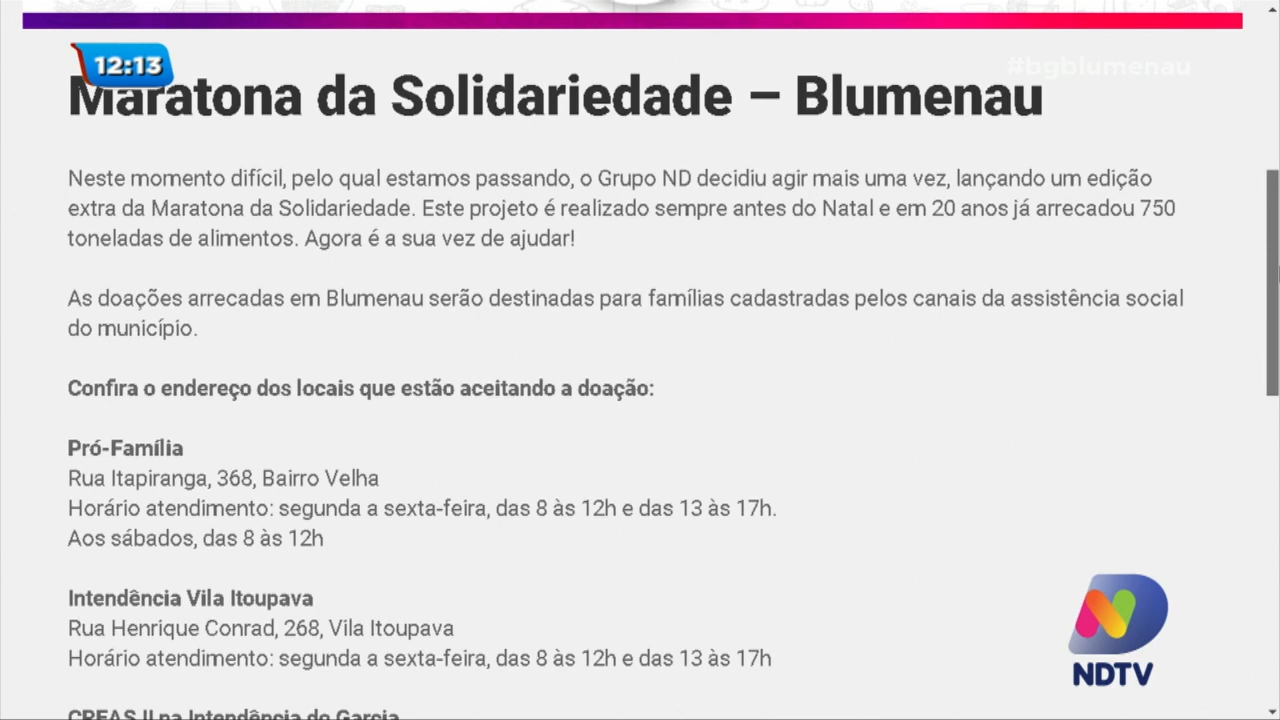 12:13
#bgblumenau
Maratona da Solidariedade – Blumenau
Neste momento difícil, pelo qual estamos passando, o Grupo ND decidiu agir mais uma vez, lançando um edição
extra da Maratona da Solidariedade. Este projeto é realizado sempre antes do Natal e em 20 anos já arrecadou 750
toneladas de alimentos. Agora é a sua vez de ajudar!
As doações arrecadas em Blumenau serão destinadas para famílias cadastradas pelos canais da assistência social
do município.
Confira o endereço dos locais que estão aceitando a doação:
Pró-Família
Rua Itapiranga, 368, Bairro Velha
Horário atendimento: segunda a sexta-feira, das 8 às 12h e das 13 às 17h.
Aos sábados, das 8 às 12h
Intendência Vila Itoupava
Rua Henrique Conrad, 268, Vila Itoupava
Horário atendimento: segunda a sexta-feira, das 8 às 12h e das 13 às 17h
CREAS II na Intendência do Garcia
NDTV